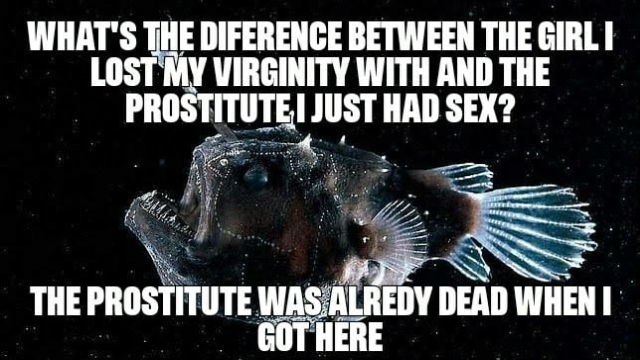 WHAT'S THE DIFERENCE BETWEEN THE GIRL I
LOST MY VIRGINITY WITH AND THE
PROSTITUTE I JUST HAD SEX?
THE PROSTITUTE WAS ALREDY DEAD WHEN I
GOT HERE